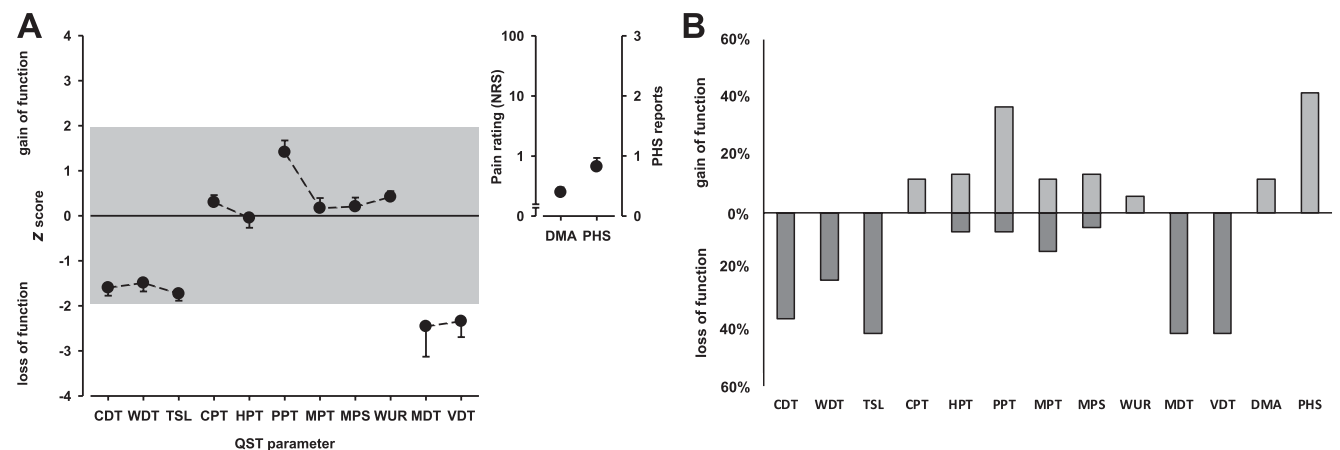 A
gain of function
Z score
loss of function
4
3
2
1
0
-1
-2
-3
-4
CDT WDT TSL CPT HPT PPT MPT MPS WUR MDT VDT
QST parameter
Pain rating (NRS)
100
10
1
0
3
2
1
0
PHS reports
DMA PHS
B
gain of function
loss of function
60%
40%
20%
0%
20%
40%
60%
CDT WDT TSL CPT HPT PPT MPT MPS WUR MDT VDT DMA PHS